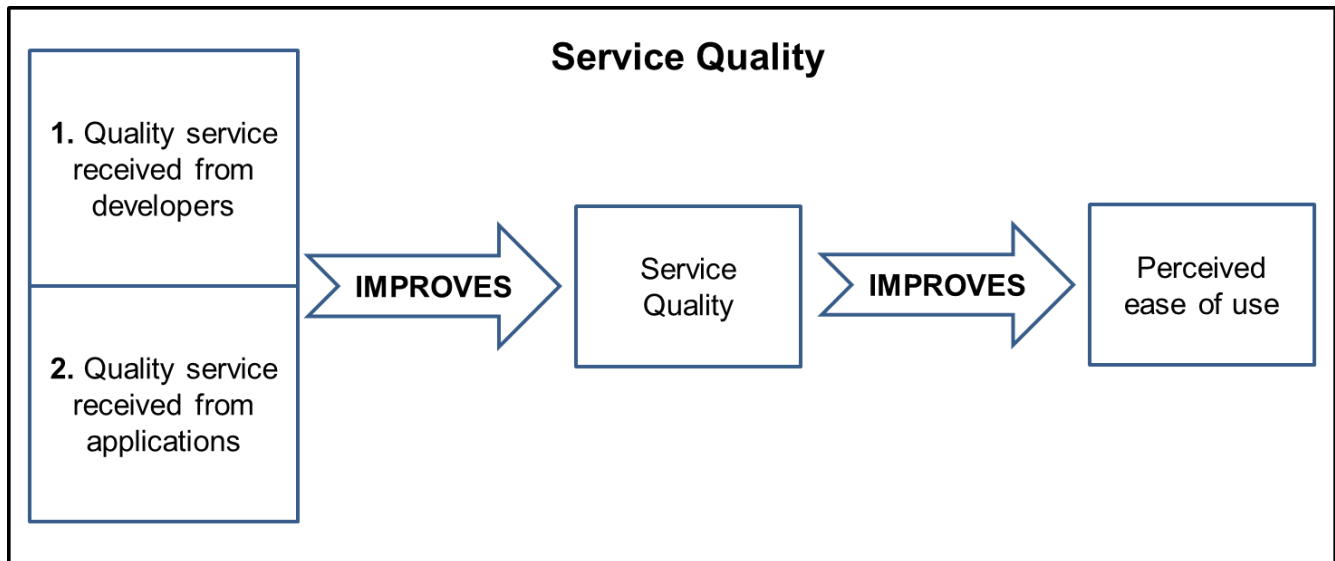 Service Quality
1. Quality service
received from
developers
2. Quality service
received from
applications
IMPROVES
Service
Quality
IMPROVES
Perceived
ease of use